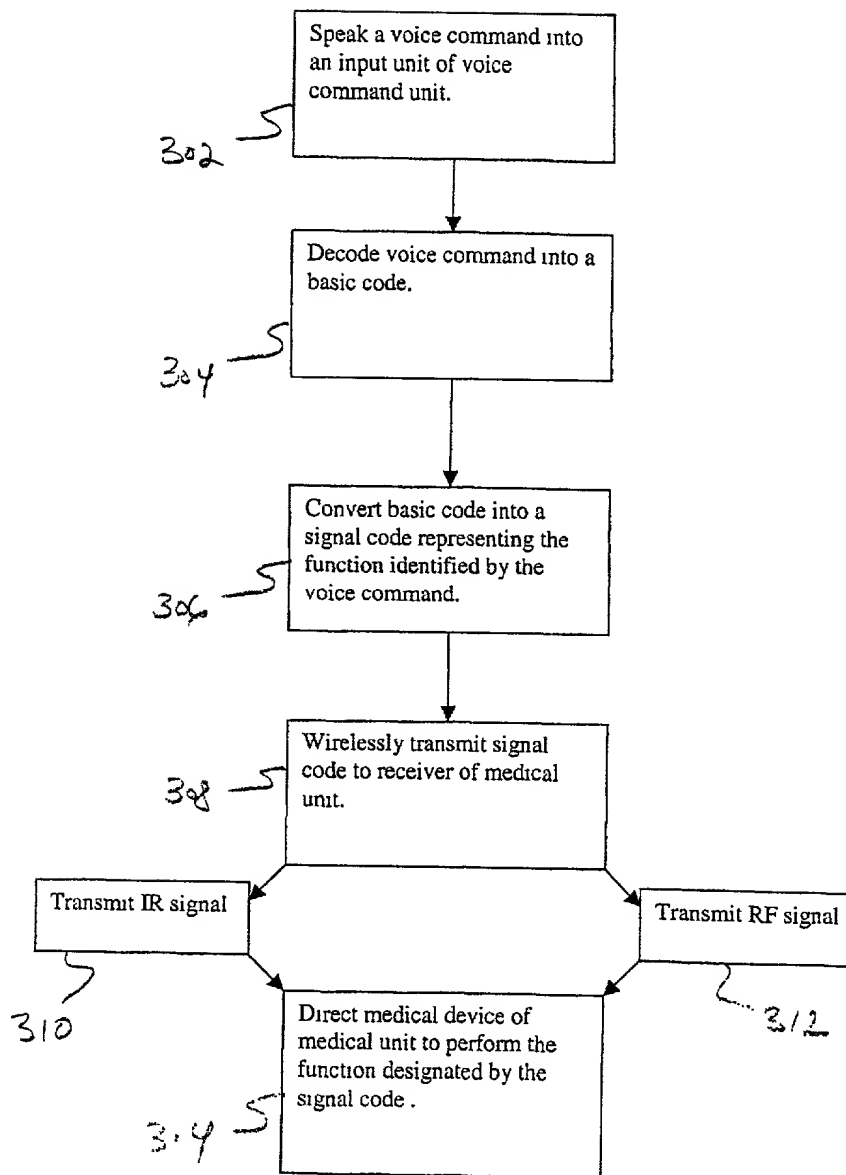 Speak a voice command into
an input unit of voice
command unit.
302
Decode voice command into a
basic code.
304
Convert basic code into a
signal code representing the
function identified by the
voice command.
306
Wirelessly transmit signal
code to receiver of medical
unit.
308
Transmit IR signal
Transmit RF signal
310
312
Direct medical device of
medical unit to perform the
function designated by the
signal code .
314